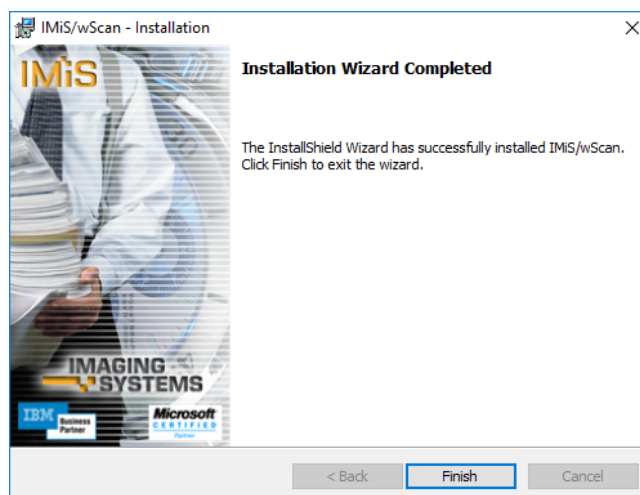 IMiS/wScan - Installation
IMiS
Installation Wizard Completed
The InstallShield Wizard has successfully installed IMiS/wScan.
Click Finish to exit the wizard.
IMAGING
SYSTEMS
IBM
Business
Partner
Microsoft
CERTIFIED
Partner
< Back
Finish
Cancel